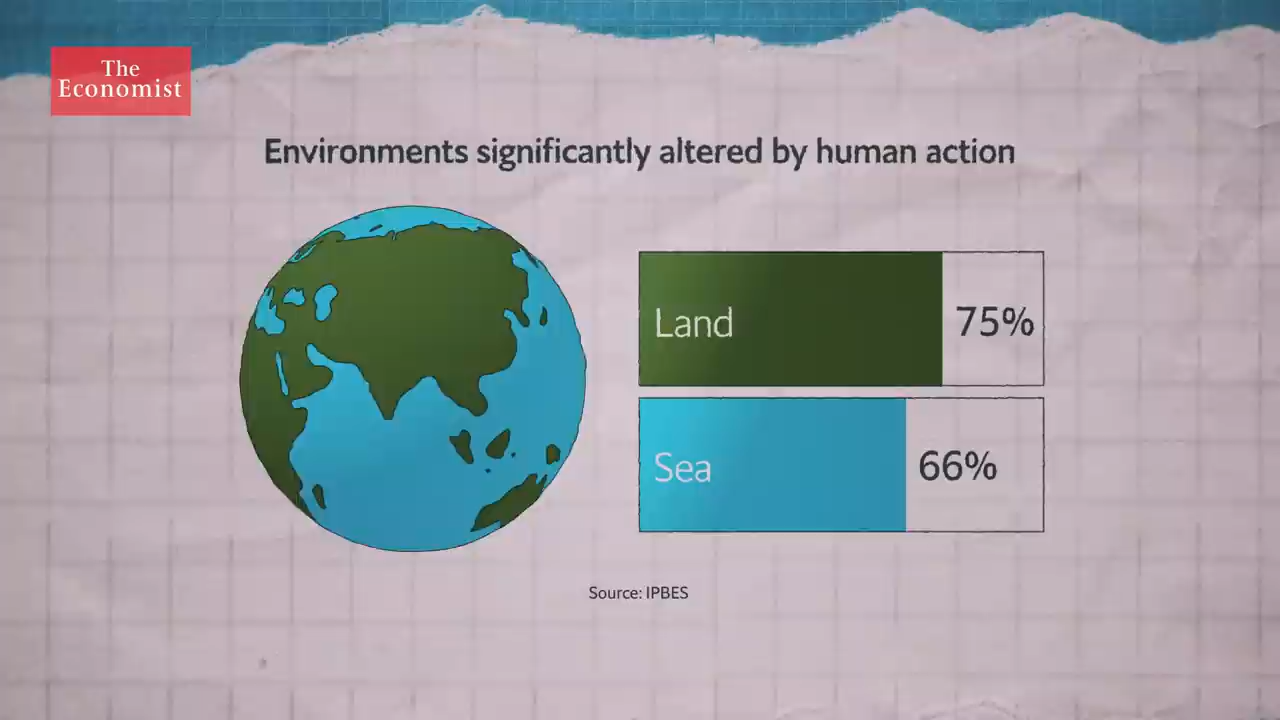 The
Economist
Environments significantly altered by human action
Land
75%
Sea
66%
Source: IPBES